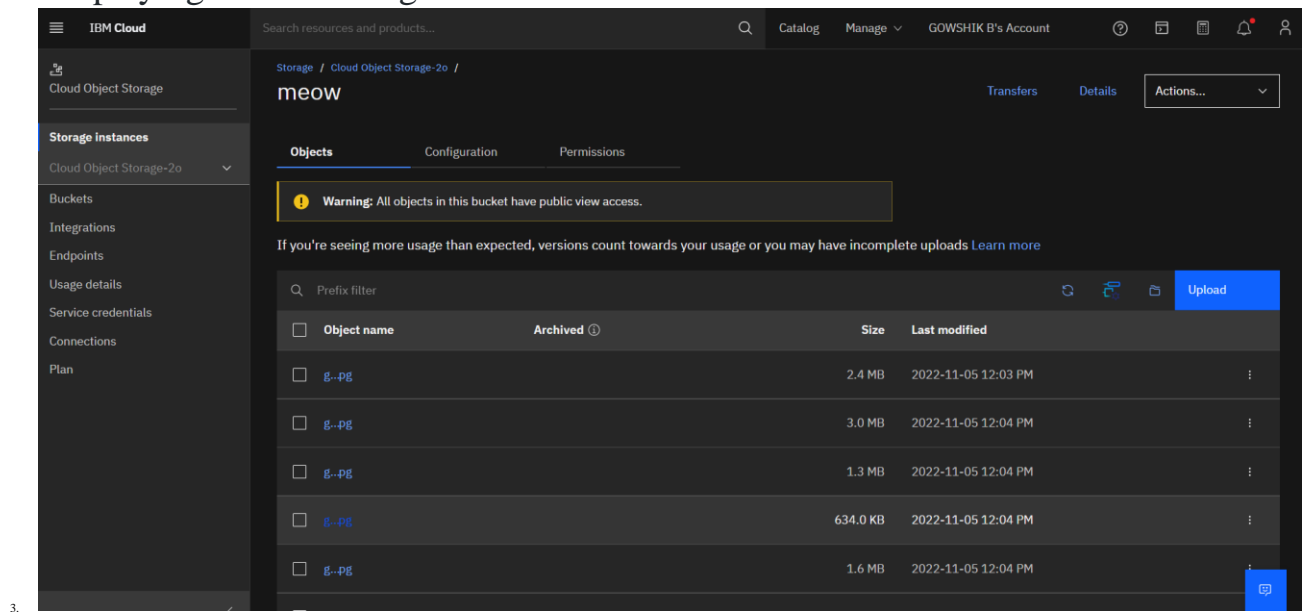 IBM Cloud
Search resources and products...
Catalog
Manage
GOWSHIK B's Account
Cloud Object Storage
Storage / Cloud Object Storage-2o /
meow
Transfers
Details
Actions...
Storage instances
Cloud Object Storage-2o
Buckets
Integrations
Endpoints
Usage details
Service credentials
Connections
Plan
Objects
Configuration
Permissions
Warning: All objects in this bucket have public view access.
If you're seeing more usage than expected, versions count towards your usage or you may have incomplete uploads Learn more
Prefix filter
Upload
Object name
Archived
Size
Last modified
g...pg
2.4 MB
2022-11-05 12:03 PM
g...pg
3.0 MB
2022-11-05 12:04 PM
g...pg
1.3 MB
2022-11-05 12:04 PM
g...pg
634.0 KB
2022-11-05 12:04 PM
g...pg
1.6 MB
2022-11-05 12:04 PM
3.